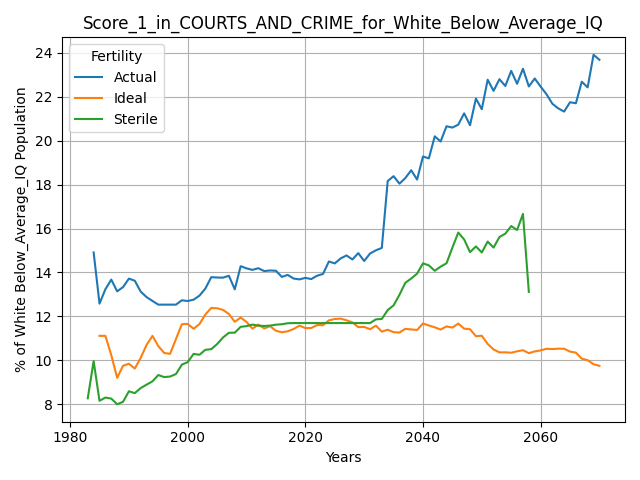 Score_1_in_COURTS_AND_CRIME_for_White_Below_Average_IQ
Fertility
Actual
Ideal
Sterile
% of White Below_Average_IQ Population
24
22
20
18
16
14
12
10
8
1980
2000
2020
2040
2060
Years